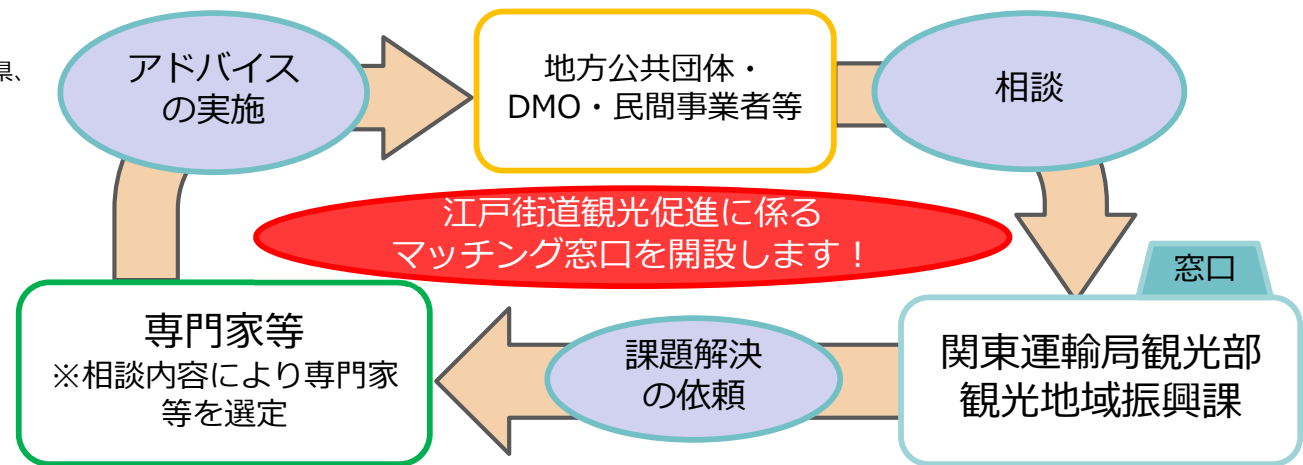 県、
アドバイス
の実施
地方公共団体・
DMO・民間事業者等
相談
江戸街道観光促進に係る
マッチング窓口を開設します！
窓口
専門家等
※相談内容により専門家
等を選定
課題解決
の依頼
関東運輸局観光部
観光地域振興課